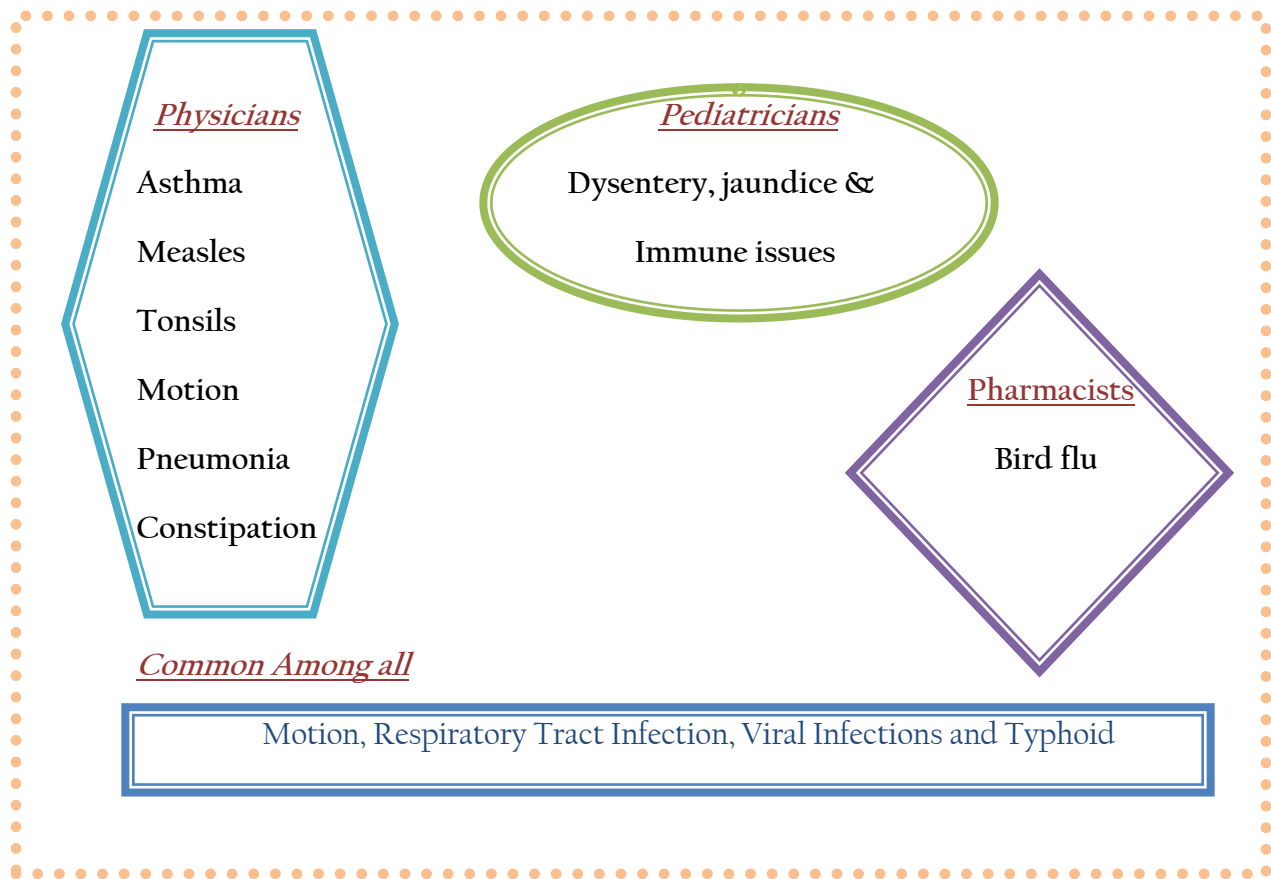 Physicians
Asthma
Measles
Tonsils
Motion
Pneumonia
Constipation
Pediatricians
Dysentery, jaundice &
Immune issues
Pharmacists
Bird flu
Common Among all
Motion, Respiratory Tract Infection, Viral Infections and Typhoid